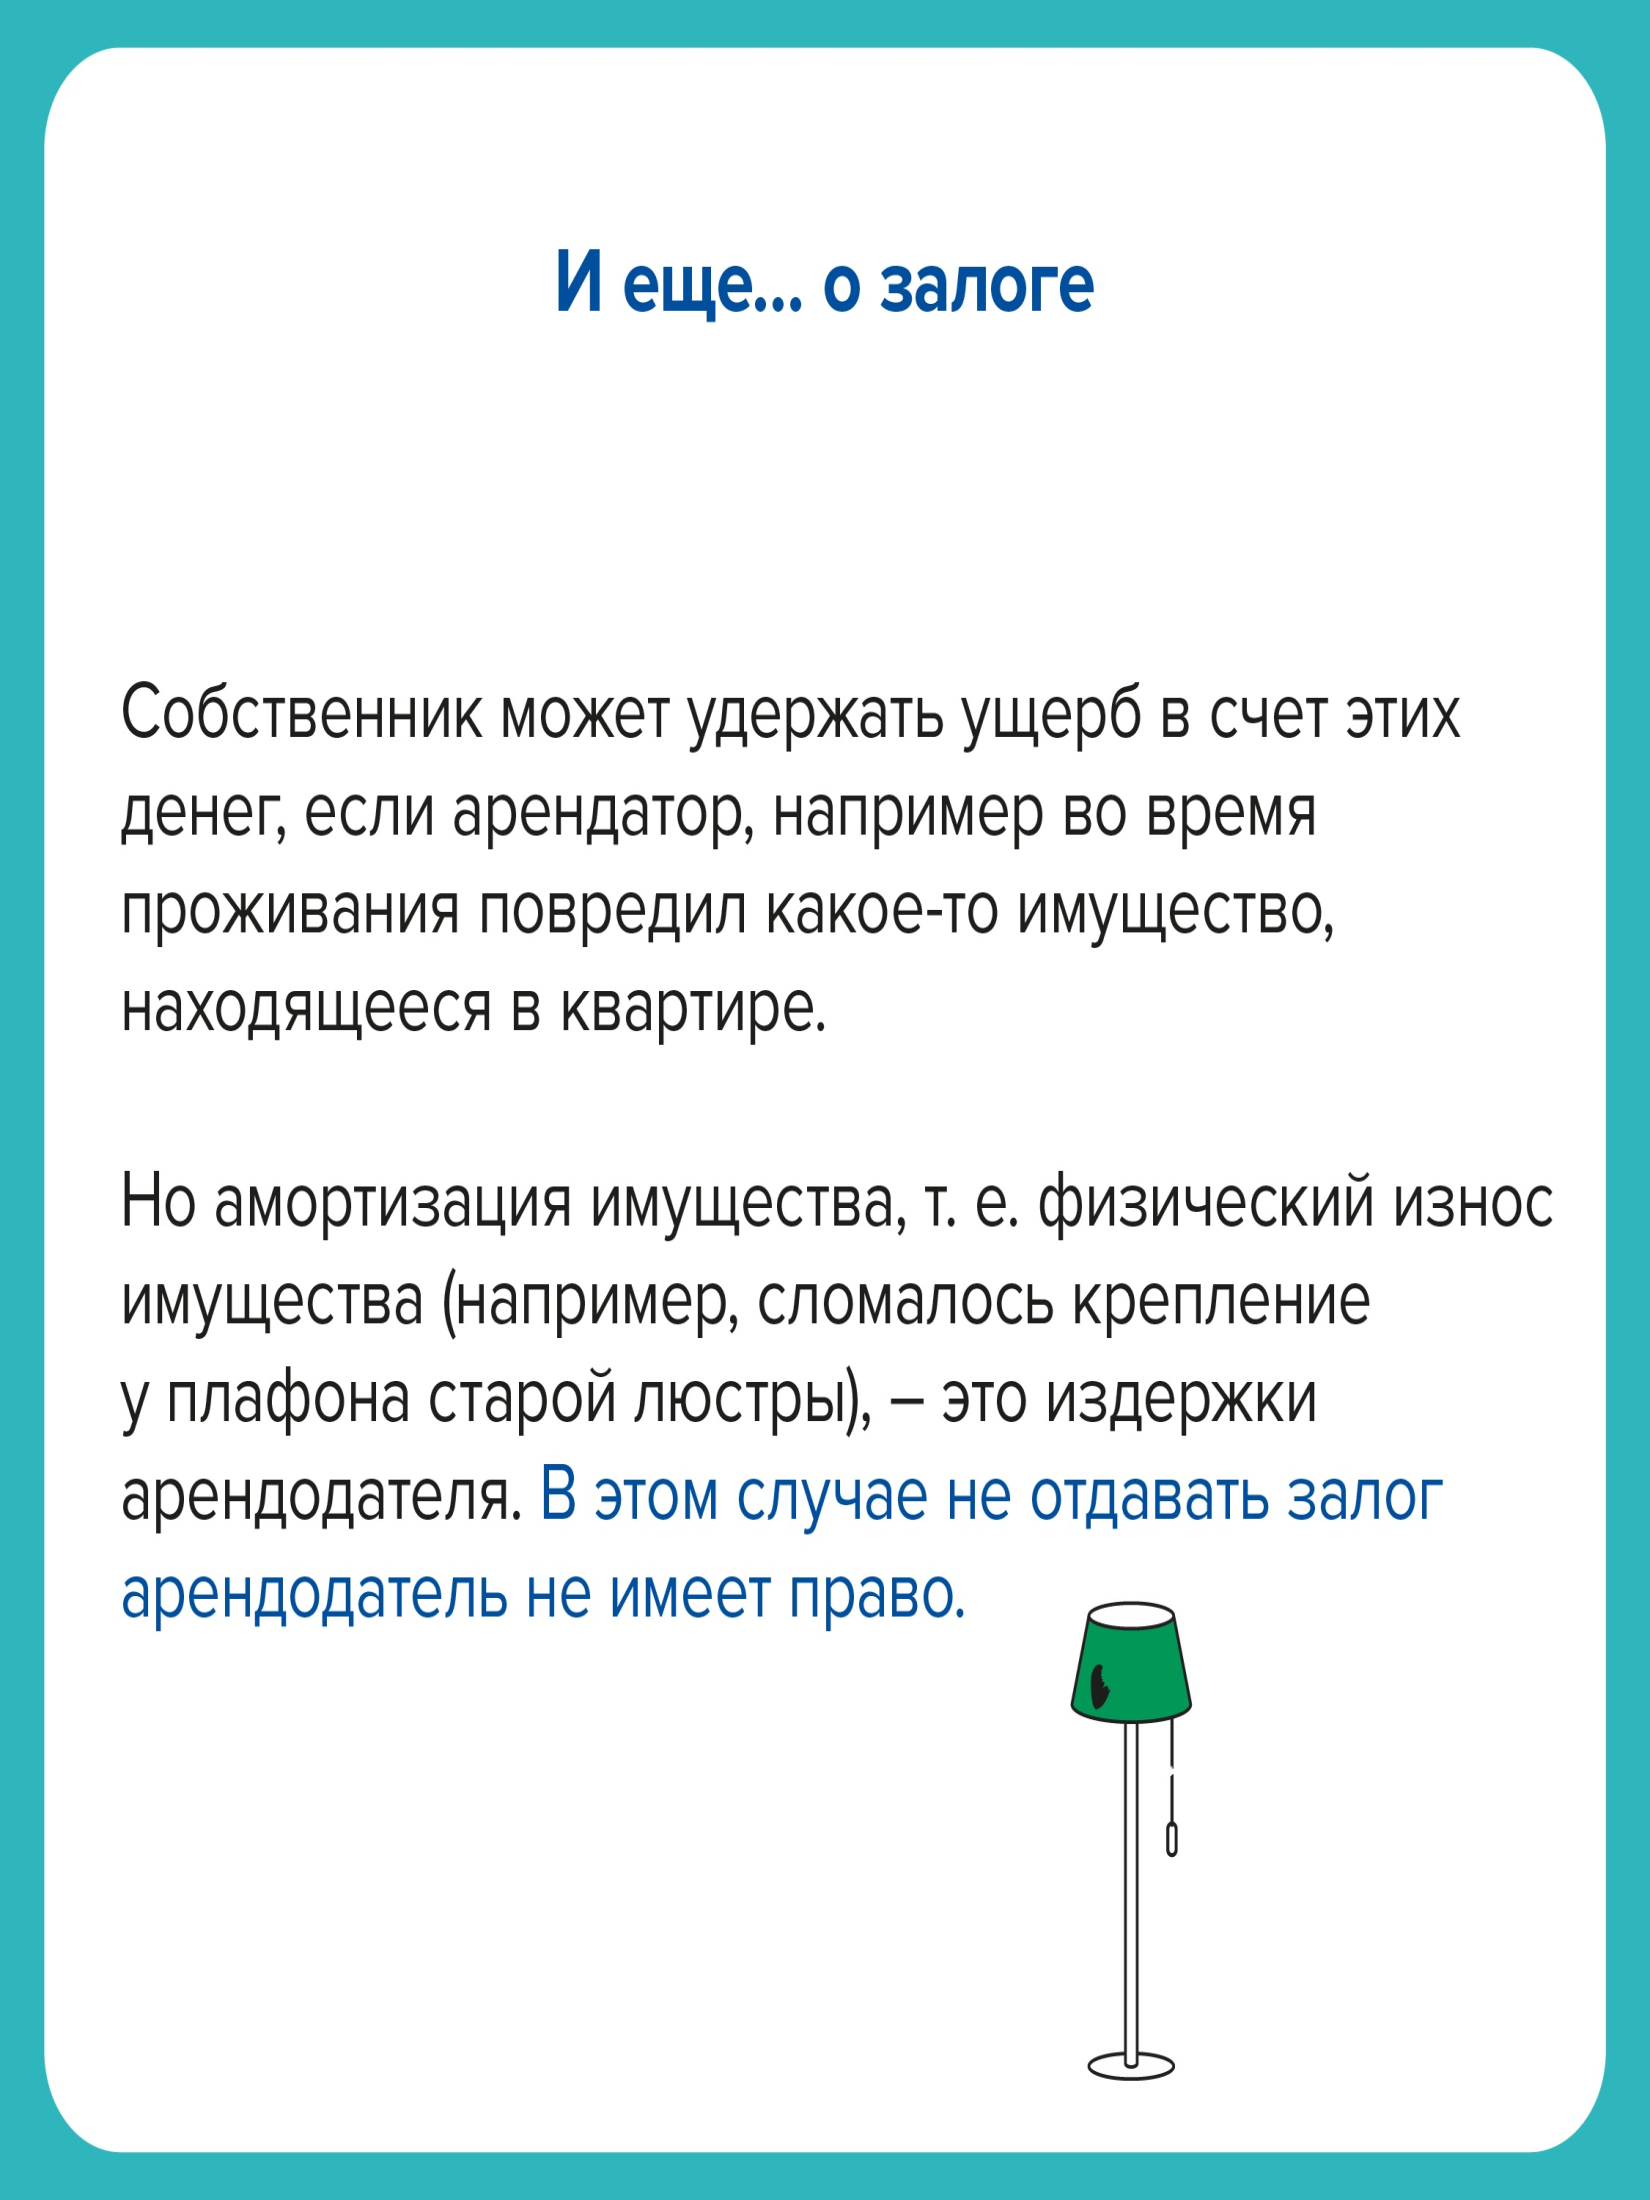 И еще... о залоге
Собственник может удержать ущерб в счет этих
денег, если арендатор, например во время
проживания повредил какое-то имущество,
находящееся в квартире.
Но амортизация имущества, т. е. физический износ
имущества (например, сломалось крепление
у плафона старой люстры), – это издержки
арендодателя. В этом случае не отдавать залог
арендодатель не имеет право.